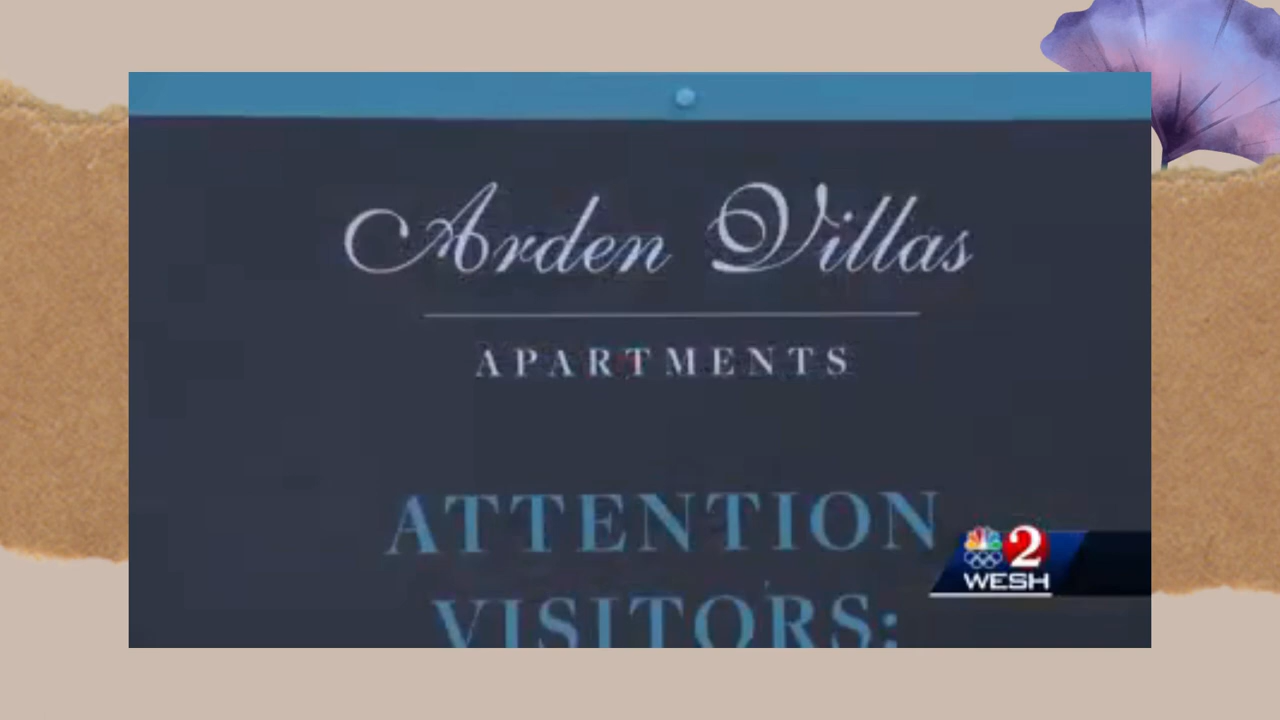 Arden Villas
APARTMENTS
ATTENTION
VISITORS:
2
WESH